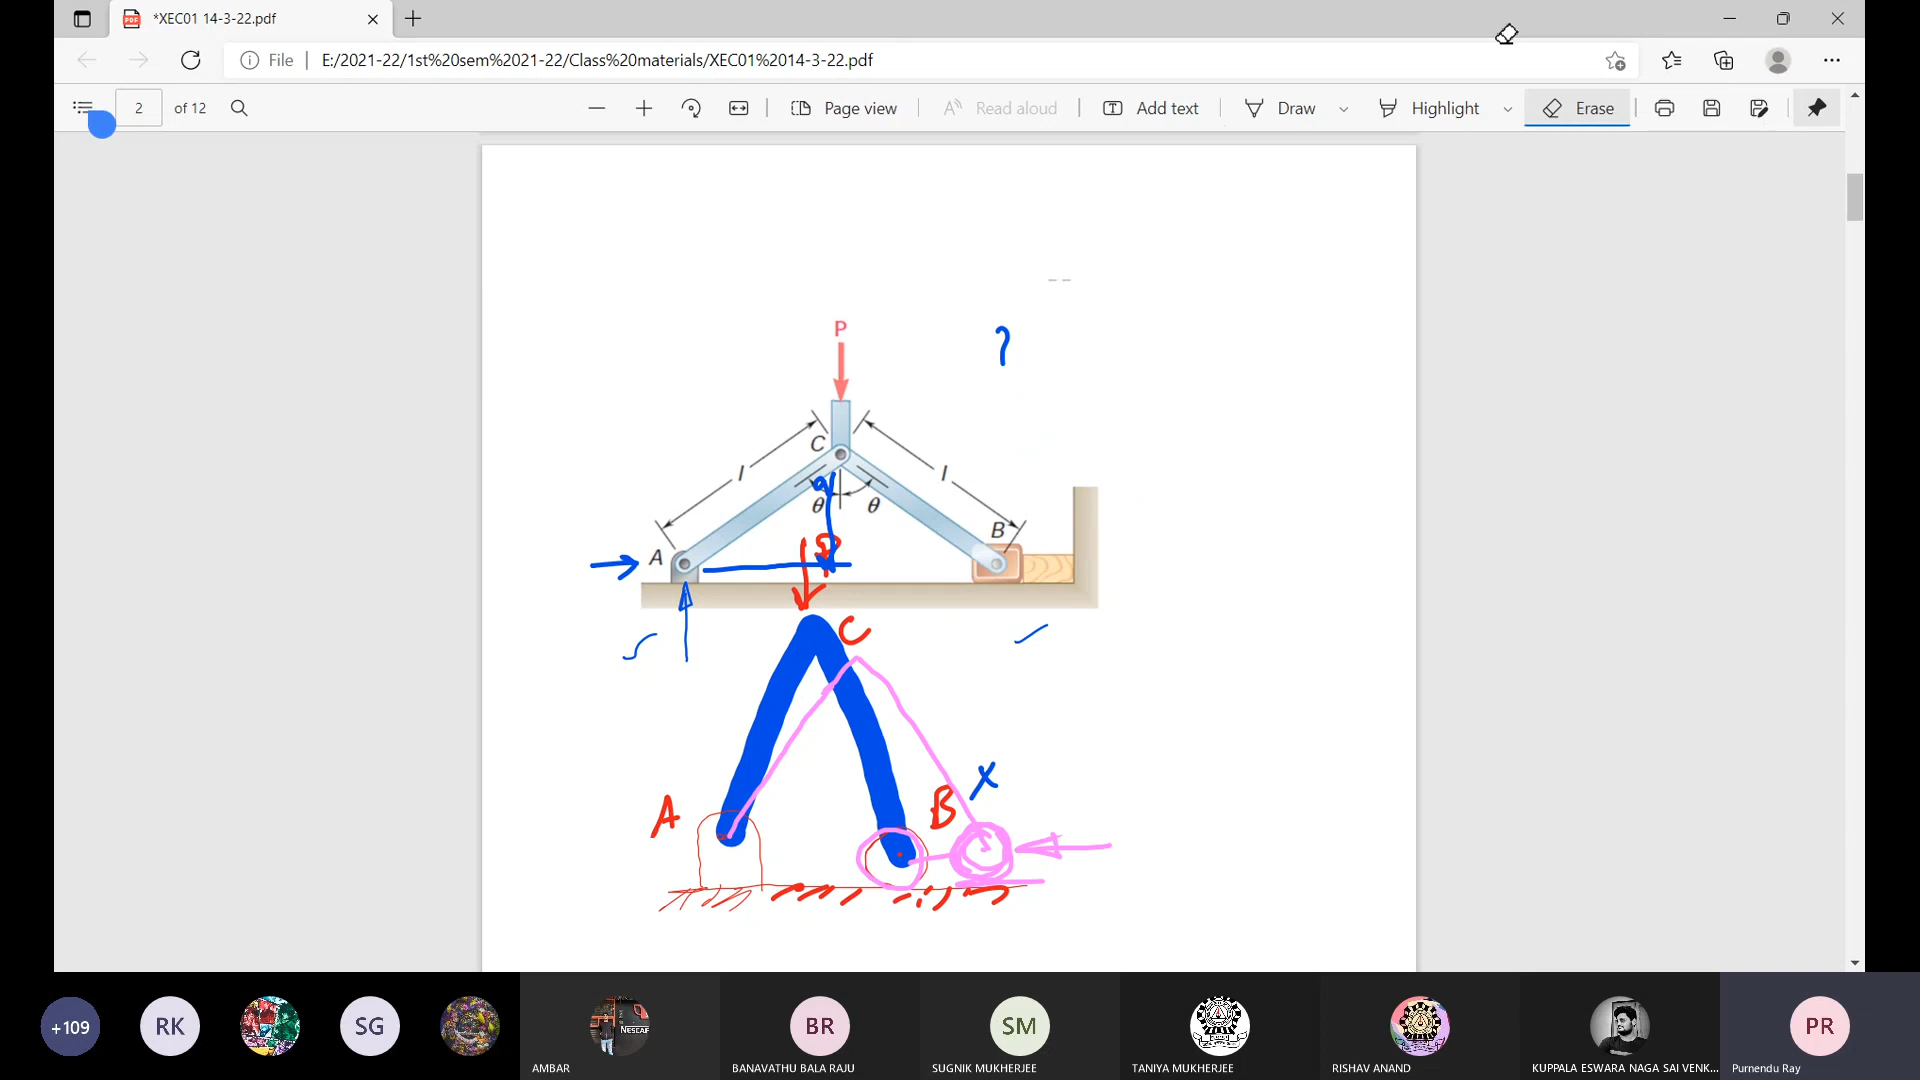 *XEC01 14-3-22.pdf
File E:/2021-22/1st%20sem%2021-22/Class%20materials/XEC01%2014-3-22.pdf
2 of 12 Page view Read aloud Add text Draw Highlight Erase
P
?
C
l l
θ θ
B
A
P
C
X
A B
+109 RK SG NESCAF BR SM PR
AMBAR BANAVATHU BALA RAJU SUGNIK MUKHERJEE TANIYA MUKHERJEE RISHAV ANAND KUPPALA ESWARA NAGA SAI VENK... Purnendu Ray